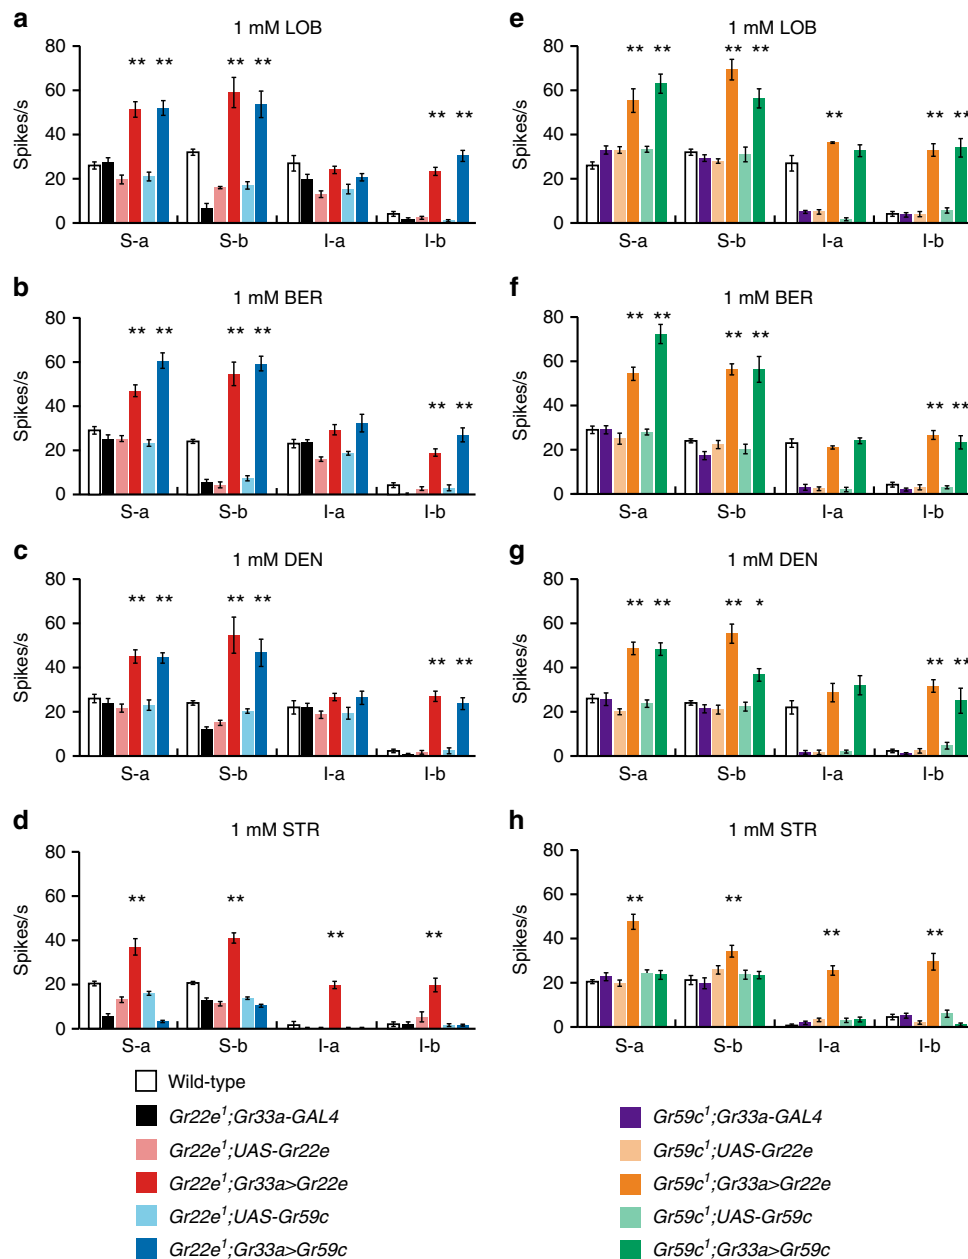 a
1 mM LOB
Spikes/s
80
60
40
20
0
** ** ** ** ** **
S-a S-b I-a I-b
b
1 mM BER
Spikes/s
80
60
40
20
0
** ** ** ** ** **
S-a S-b I-a I-b
c
1 mM DEN
Spikes/s
80
60
40
20
0
** ** ** ** ** **
S-a S-b I-a I-b
d
1 mM STR
Spikes/s
80
60
40
20
0
** ** ** **
S-a S-b I-a I-b
Wild-type
Gr22e¹;Gr33a-GAL4
Gr22e¹;UAS-Gr22e
Gr22e¹;Gr33a>Gr22e
Gr22e¹;UAS-Gr59c
Gr22e¹;Gr33a>Gr59c
e
1 mM LOB
Spikes/s
80
60
40
20
0
** ** ** ** ** ** **
S-a S-b I-a I-b
f
1 mM BER
Spikes/s
80
60
40
20
0
** ** ** ** ** **
S-a S-b I-a I-b
g
1 mM DEN
Spikes/s
80
60
40
20
0
** ** ** * ** **
S-a S-b I-a I-b
h
1 mM STR
Spikes/s
80
60
40
20
0
** ** ** **
S-a S-b I-a I-b
Gr59c¹;Gr33a-GAL4
Gr59c¹;UAS-Gr22e
Gr59c¹;Gr33a>Gr22e
Gr59c¹;UAS-Gr59c
Gr59c¹;Gr33a>Gr59c